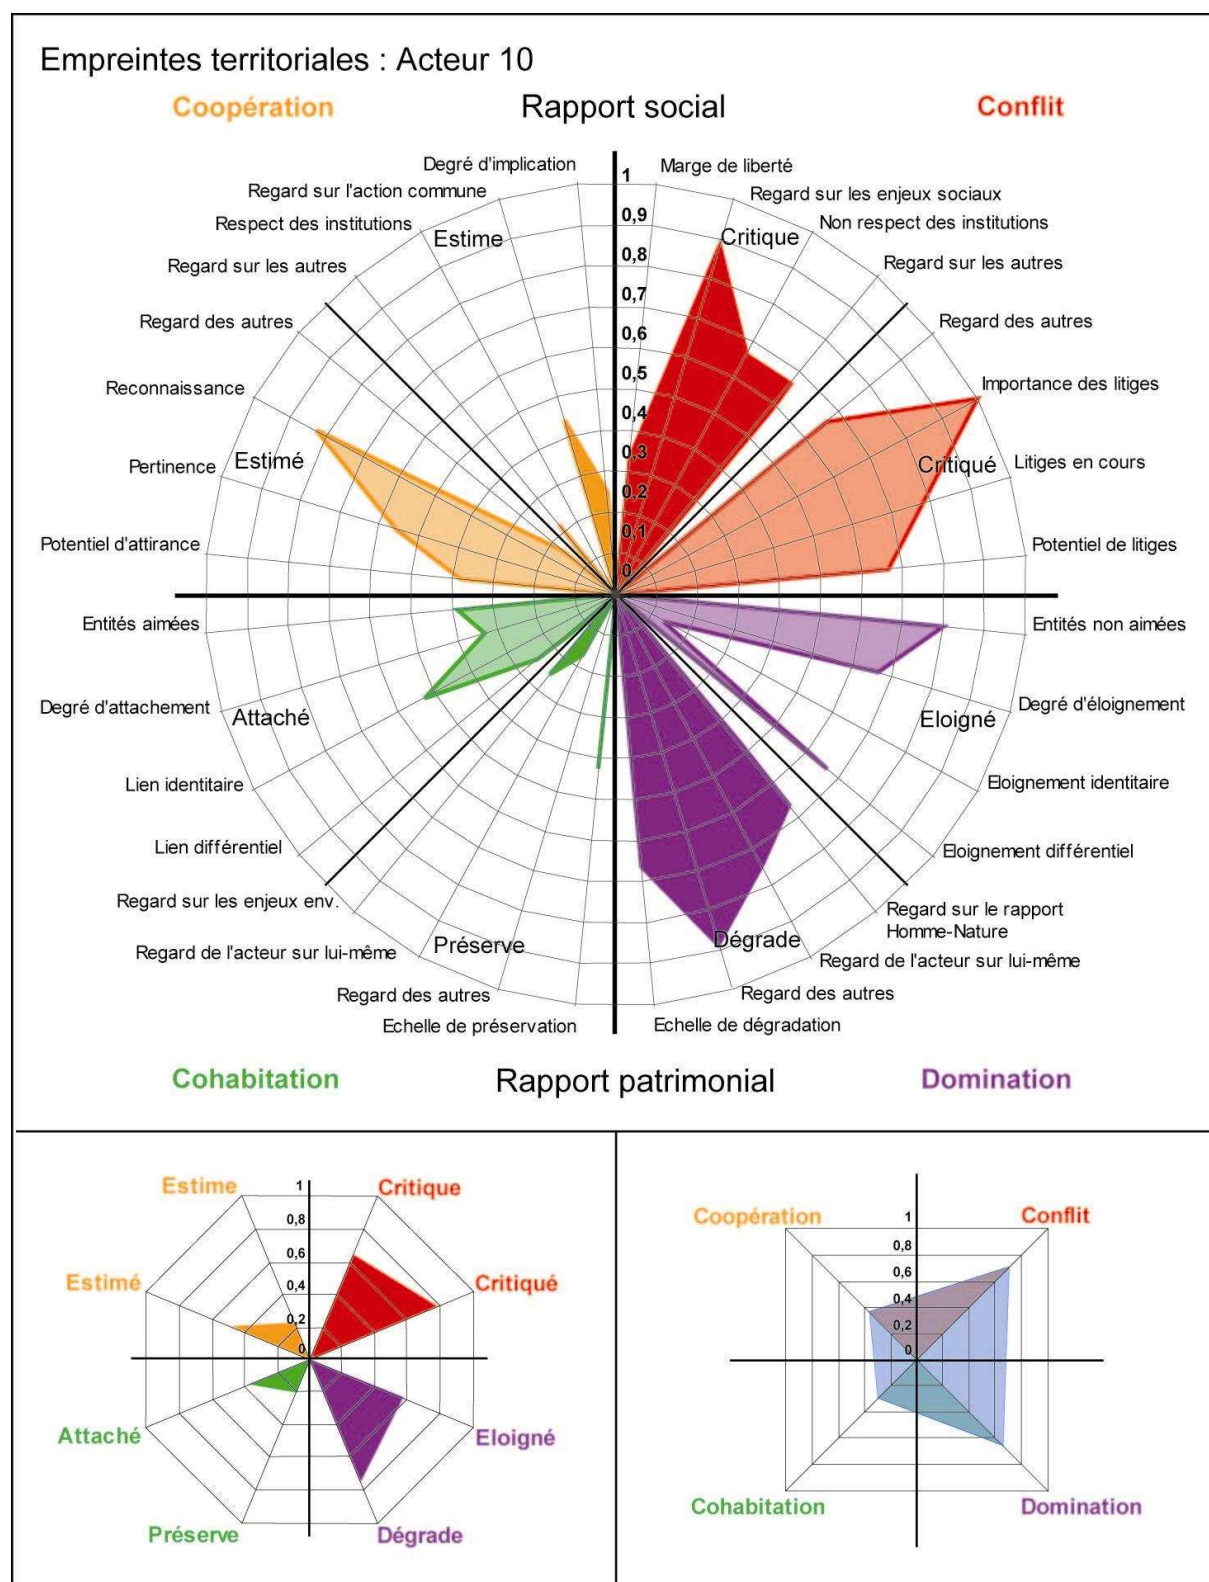 Empreintes territoriales : Acteur 10
Coopération
Rapport social
Conflit
Degré d'implication
Marge de liberté
Regard sur l'action commune
Regard sur les enjeux sociaux
Respect des institutions
Non respect des institutions
Estime
Critique
Regard sur les autres
Regard sur les autres
Regard des autres
Regard des autres
Reconnaissance
Importance des litiges
Pertinence
Estimé
Critiqué
Litiges en cours
Potentiel d'attirance
Potentiel de litiges
1
0,9
0,8
0,7
0,6
0,5
0,4
0,3
0,2
0,1
0
Entités aimées
Entités non aimées
Degré d'attachement
Attaché
Eloigné
Degré d'éloignement
Lien identitaire
Eloignement identitaire
Lien différentiel
Eloignement différentiel
Regard sur les enjeux env.
Regard sur le rapport
Homme-Nature
Regard de l'acteur sur lui-même
Préserve
Dégrade
Regard de l'acteur sur lui-même
Regard des autres
Regard des autres
Echelle de préservation
Echelle de dégradation
Cohabitation
Rapport patrimonial
Domination
Estime
1
Critique
0,8
0,6
0,4
0,2
0
Estimé
Critiqué
Attaché
Eloigné
Préserve
Dégrade
Coopération
1
Conflit
0,8
0,6
0,4
0,2
0
Cohabitation
Domination